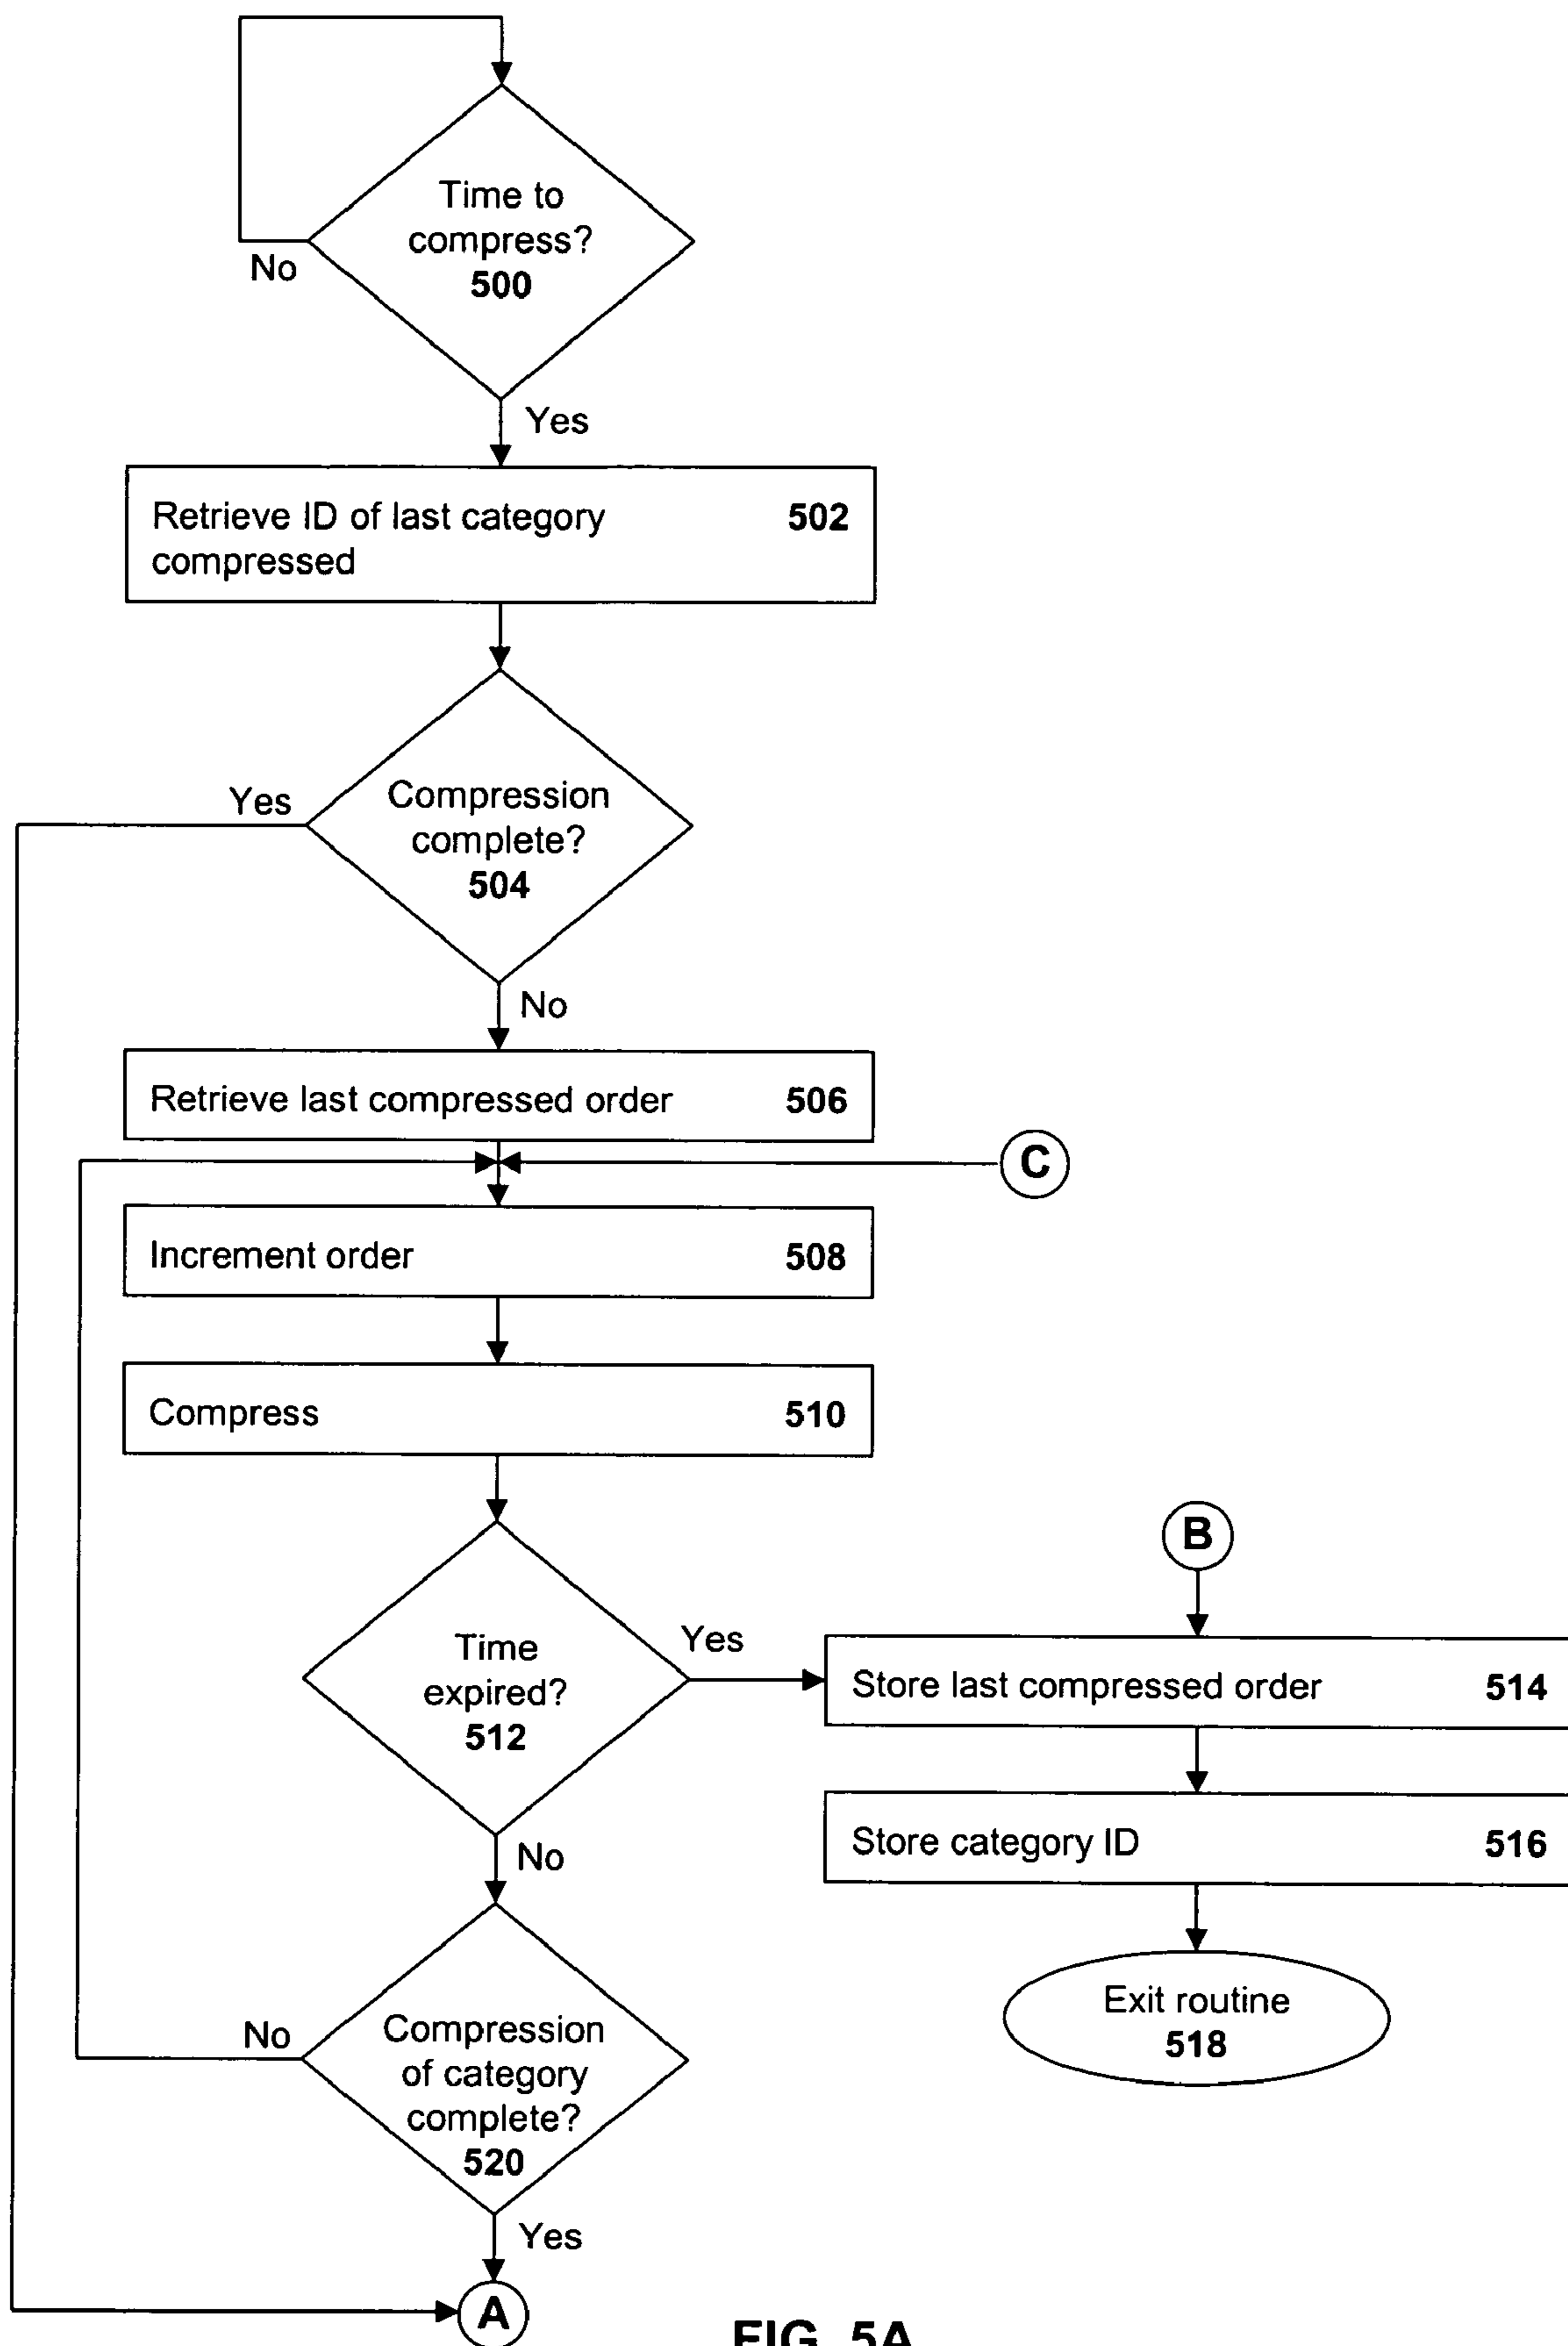 Time to
compress?
500
No
Yes
Retrieve ID of last category 502
compressed
Yes
Compression
complete?
504
No
Retrieve last compressed order 506
C
Increment order 508
Compress 510
B
Time
expired?
512
Yes
Store last compressed order 514
No
Store category ID 516
No
Compression
of category
complete?
520
Exit routine
518
Yes
A
FIG. 5A